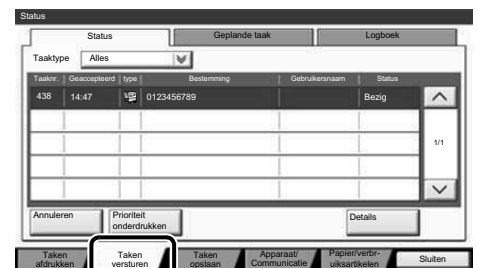 Status
Status Geplande taak Logboek
Taaktype Alles
Taaknr. Geaccepteerd type Bestemming Gebruikersnaam Status
438 14:47 0123456789 Bezig
1/1
Annuleren Prioriteit Details
onderdrukken
Taken Taken Taken Apparaat/ Papier/verbr-
afdrukken versturen opslaan Communicatie uiksartikelen Sluiten